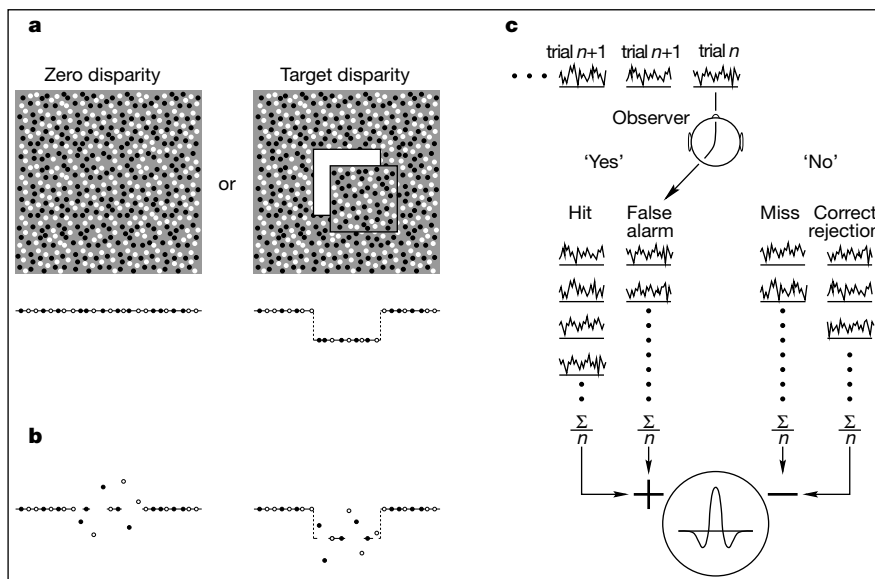 a
Zero disparity
or
Target disparity
b
c
trial n+1 trial n+1 trial n
Observer
‘Yes’ ‘No’
Hit False alarm Miss Correct rejection
Σ/n Σ/n Σ/n Σ/n
+ −